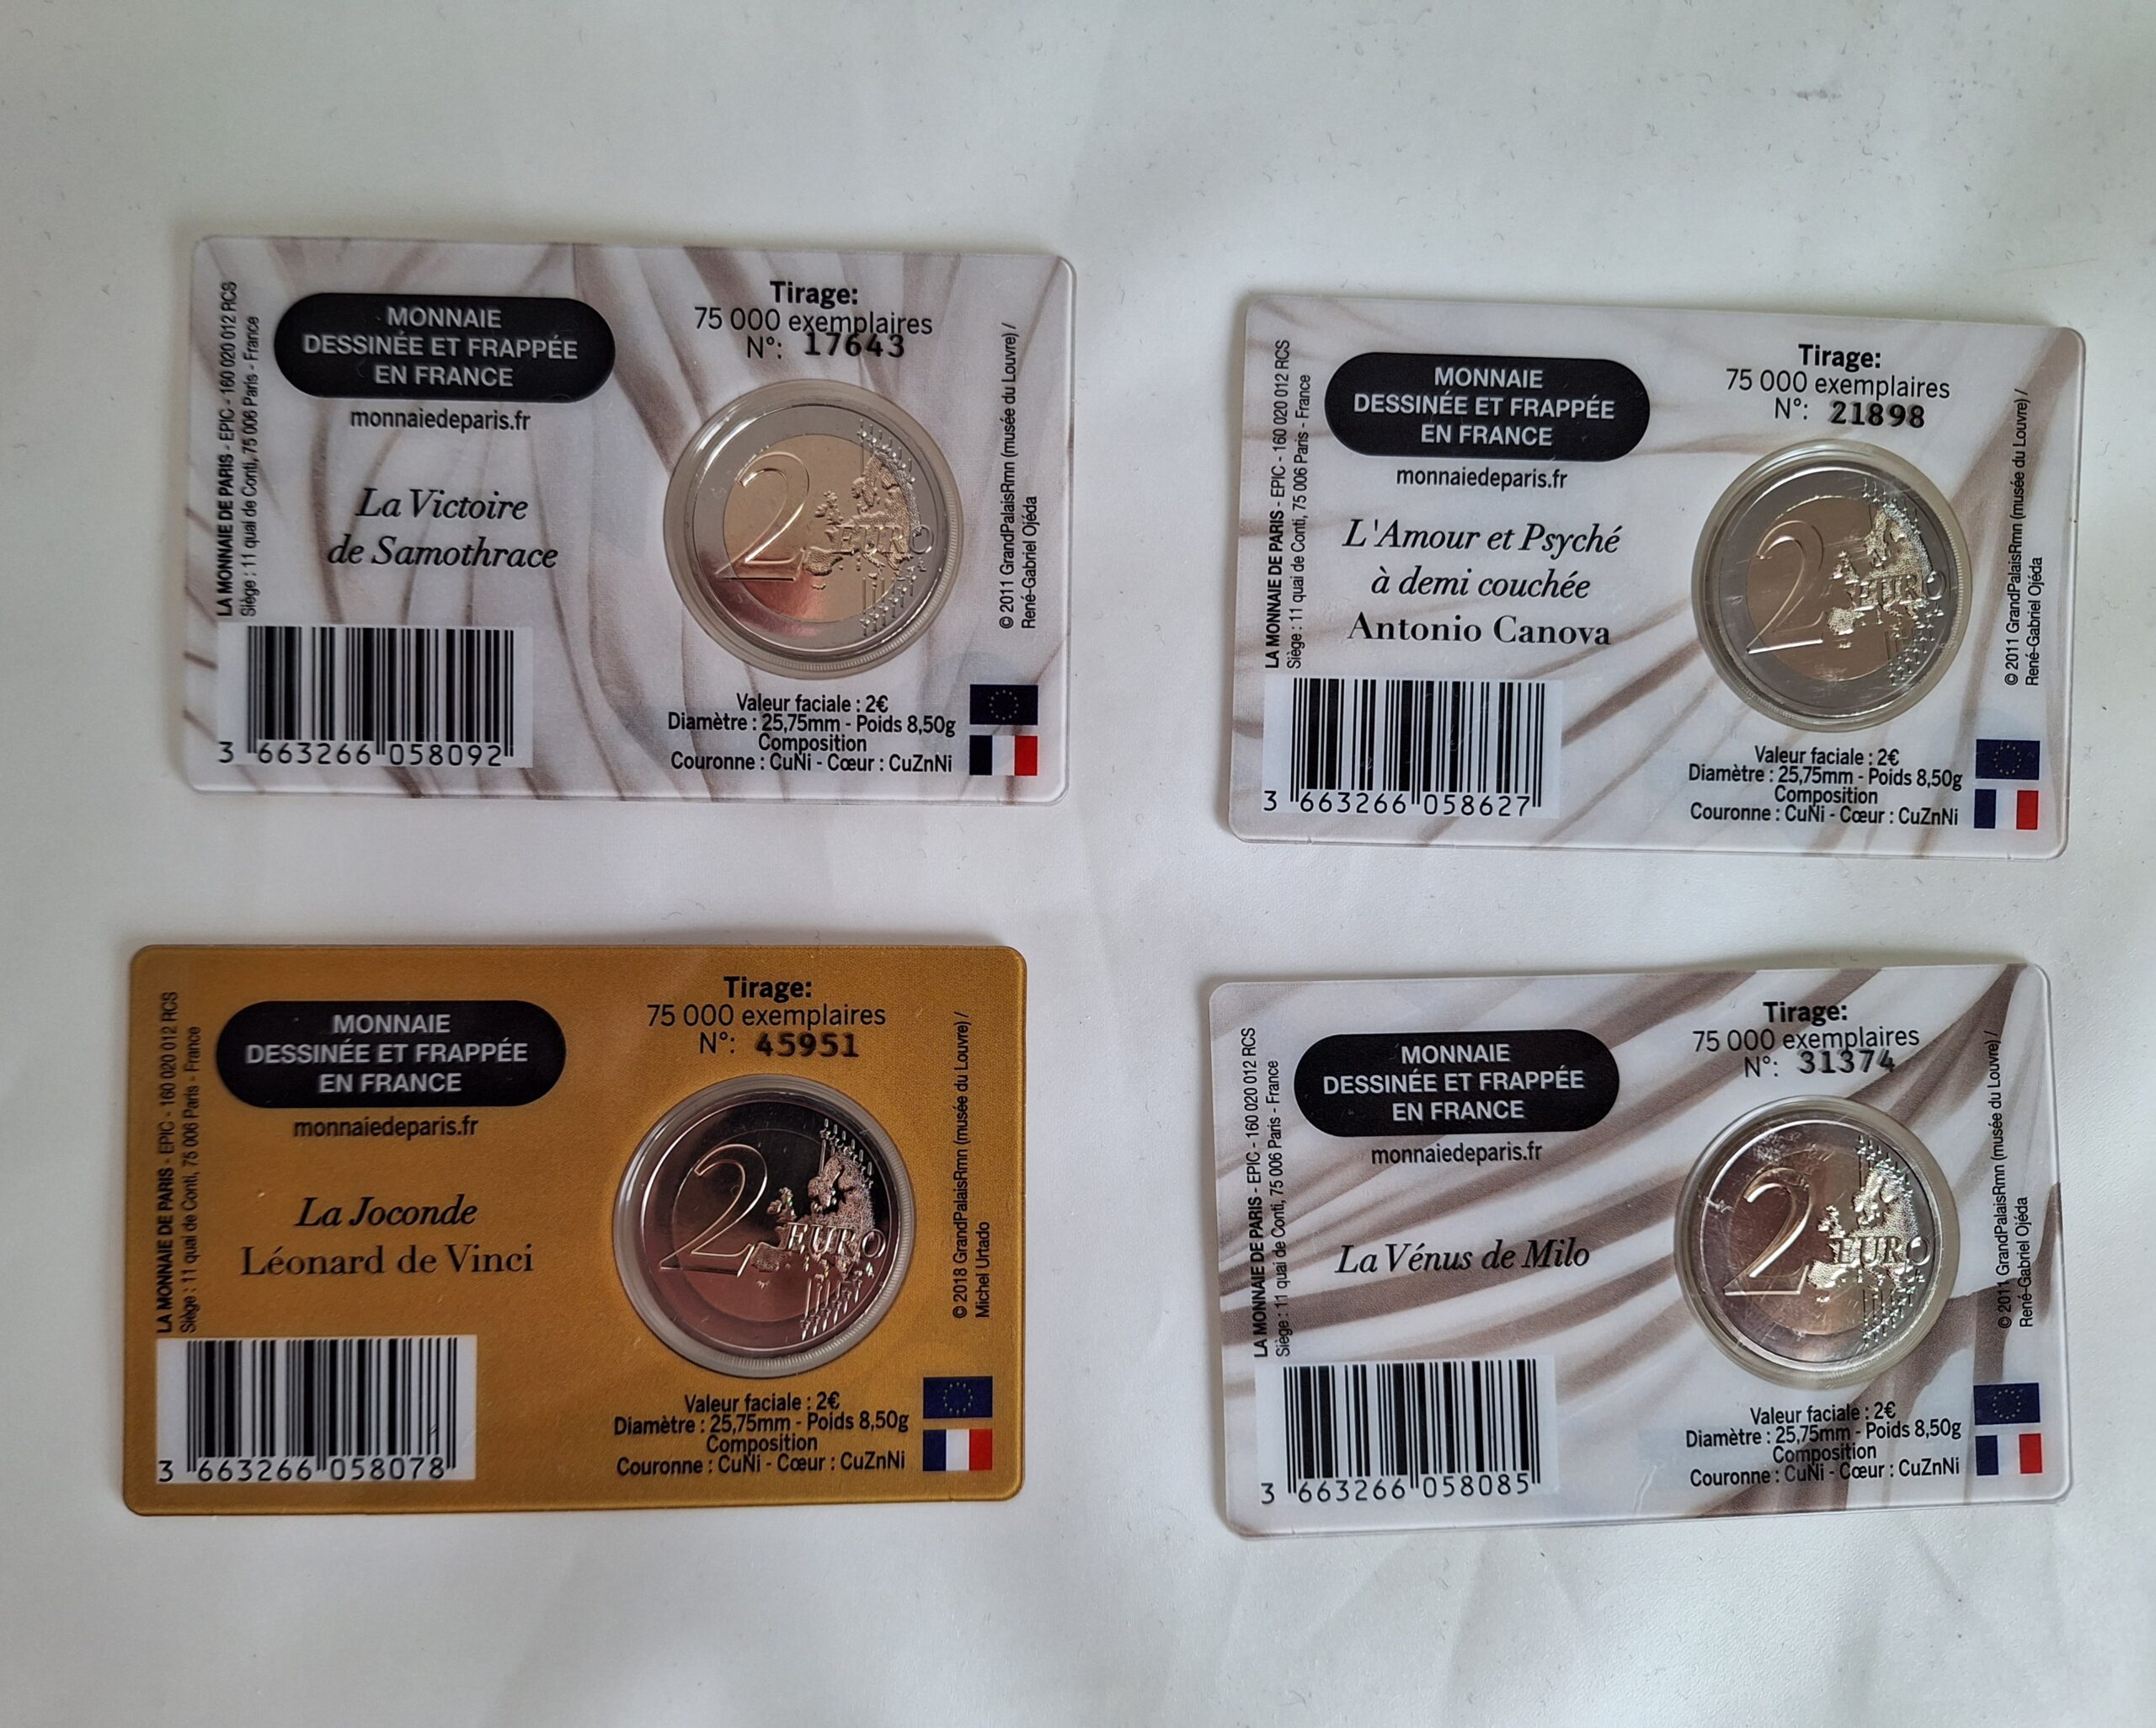 LA MONNAIE DE PARIS - EPIC - 160 020 012 RCS
Siège : 11 quai de Conti, 75 006 Paris - France
MONNAIE
DESSINÉE ET FRAPPÉE
EN FRANCE
monnaiedeparis.fr
La Victoire
de Samothrace
3 663266 058092
Tirage:
75 000 exemplaires
N°: 17643
2 EURO
Valeur faciale : 2€
Diamètre : 25,75mm - Poids 8,50g
Composition
Couronne : CuNi - Cœur : CuZnNi
© 2011 GrandPalaisRmn (musée du Louvre) /
René-Gabriel Ojéda
LA MONNAIE DE PARIS - EPIC - 160 020 012 RCS
Siège : 11 quai de Conti, 75 006 Paris - France
MONNAIE
DESSINÉE ET FRAPPÉE
EN FRANCE
monnaiedeparis.fr
L'Amour et Psyché
à demi couchée
Antonio Canova
3 663266 058627
Tirage:
75 000 exemplaires
N°: 21898
2 EURO
Valeur faciale : 2€
Diamètre : 25,75mm - Poids 8,50g
Composition
Couronne : CuNi - Cœur : CuZnNi
© 2011 GrandPalaisRmn (musée du Louvre) /
René-Gabriel Ojéda
LA MONNAIE DE PARIS - EPIC - 160 020 012 RCS
Siège : 11 quai de Conti, 75 006 Paris - France
MONNAIE
DESSINÉE ET FRAPPÉE
EN FRANCE
monnaiedeparis.fr
La Joconde
Léonard de Vinci
3 663266 058078
Tirage:
75 000 exemplaires
N°: 45951
2 EURO
Valeur faciale : 2€
Diamètre : 25,75mm - Poids 8,50g
Composition
Couronne : CuNi - Cœur : CuZnNi
© 2018 GrandPalaisRmn (musée du Louvre) /
Michel Urtado
LA MONNAIE DE PARIS - EPIC - 160 020 012 RCS
Siège : 11 quai de Conti, 75 006 Paris - France
MONNAIE
DESSINÉE ET FRAPPÉE
EN FRANCE
monnaiedeparis.fr
La Vénus de Milo
3 663266 058085
Tirage:
75 000 exemplaires
N°: 31374
2 EURO
Valeur faciale : 2€
Diamètre : 25,75mm - Poids 8,50g
Composition
Couronne : CuNi - Cœur : CuZnNi
© 2011 GrandPalaisRmn (musée du Louvre) /
René-Gabriel Ojéda